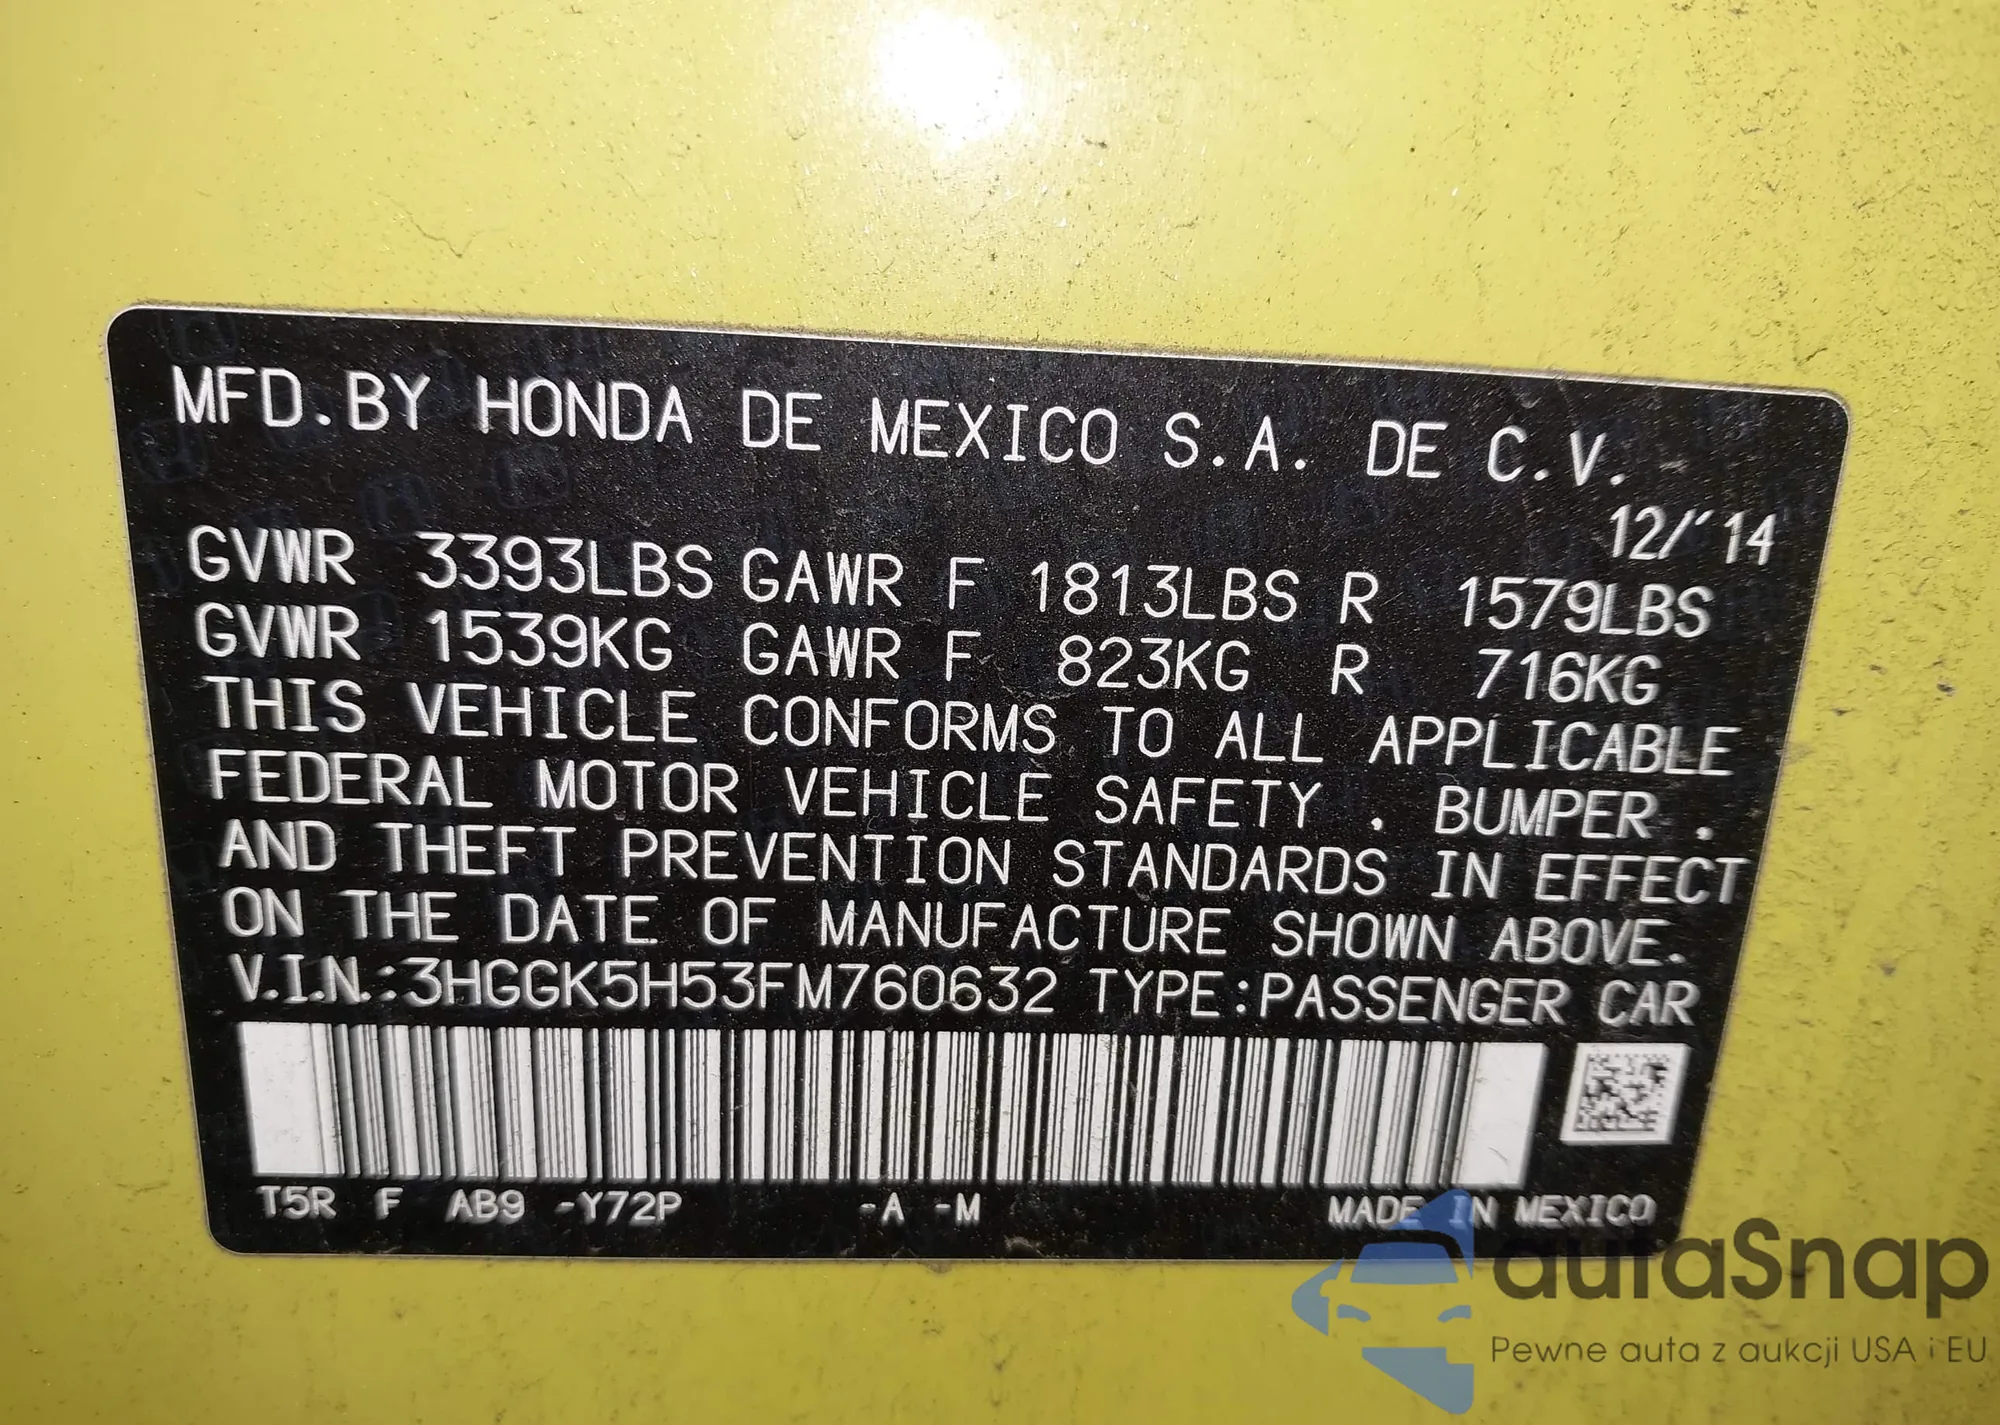 MFD.BY HONDA DE MEXICO S.A. DE C.V.
12/'14
GVWR 3393LBS GAWR F 1813LBS R 1579LBS
GVWR 1539KG GAWR F 823KG R 716KG
THIS VEHICLE CONFORMS TO ALL APPLICABLE
FEDERAL MOTOR VEHICLE SAFETY . BUMPER .
AND THEFT PREVENTION STANDARDS IN EFFECT
ON THE DATE OF MANUFACTURE SHOWN ABOVE.
V.I.N.:3HGGK5H53FM760632 TYPE:PASSENGER CAR
T5R F AB9 -Y72P -A -M MADE IN MEXICO
autaSnap
Pewne auta z aukcji USA i EU